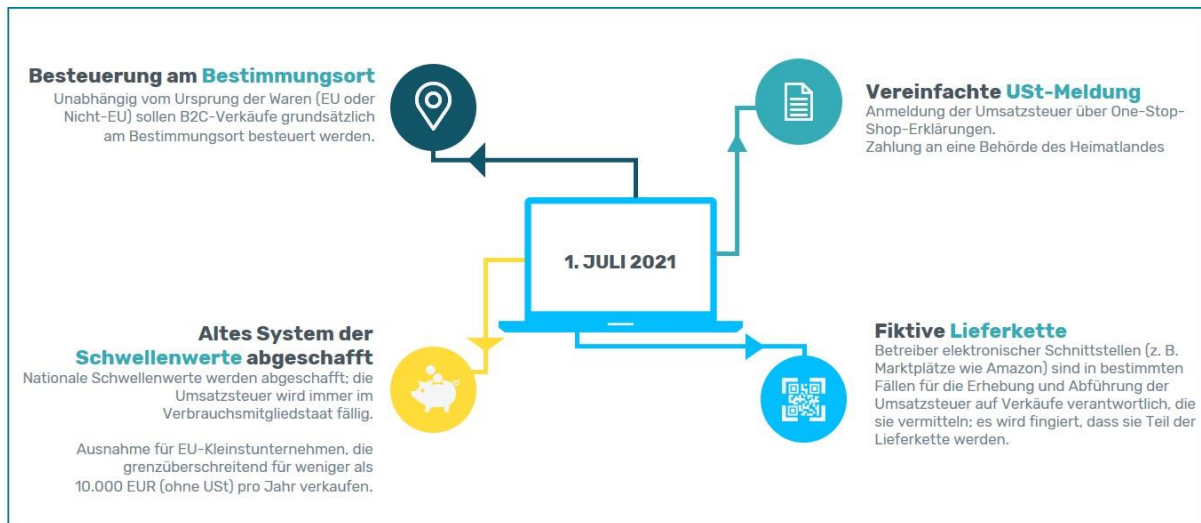 Besteuerung am Bestimmungsort
Unabhängig vom Ursprung der Waren (EU oder
Nicht-EU) sollen B2C-Verkäufe grundsätzlich
am Bestimmungsort besteuert werden.
Vereinfachte USt-Meldung
Anmeldung der Umsatzsteuer über One-Stop-
Shop-Erklärungen.
Zahlung an eine Behörde des Heimatlandes
1. JULI 2021
Altes System der
Schwellenwerte abgeschafft
Nationale Schwellenwerte werden abgeschafft; die
Umsatzsteuer wird immer im
Verbrauchsmitgliedstaat fällig.
Ausnahme für EU-Kleinstunternehmen, die
grenzüberschreitend für weniger als
10.000 EUR (ohne USt) pro Jahr verkaufen.
Fiktive Lieferkette
Betreiber elektronischer Schnittstellen (z. B.
Marktplätze wie Amazon) sind in bestimmten
Fällen für die Erhebung und Abführung der
Umsatzsteuer auf Verkäufe verantwortlich, die
sie vermitteln; es wird fingiert, dass sie Teil der
Lieferkette werden.